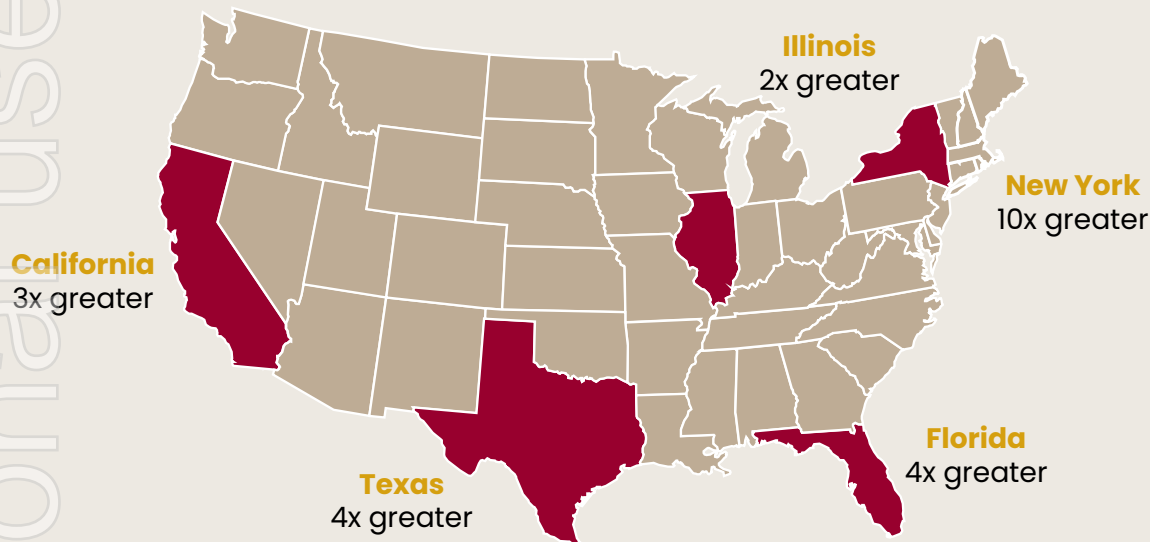 Illinois
2x greater
New York
10x greater
California
3x greater
Florida
4x greater
Texas
4x greater